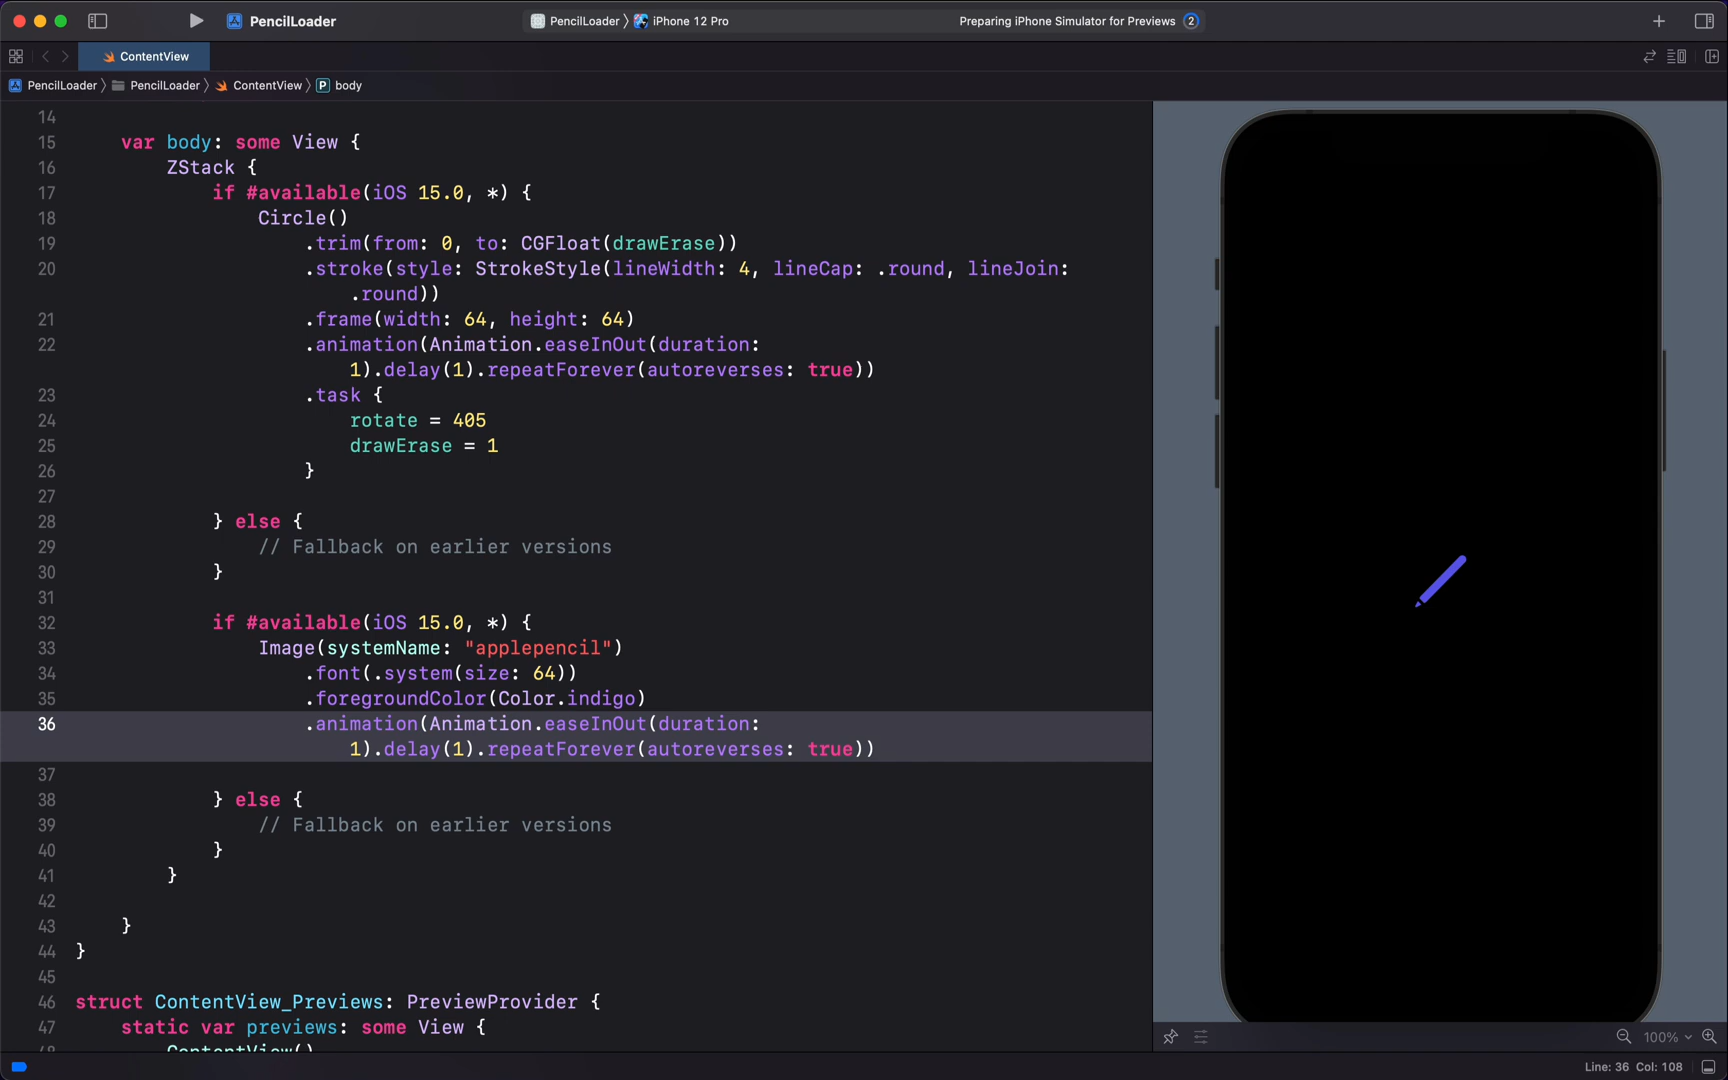 PencilLoader
PencilLoader 〉 iPhone 12 Pro
Preparing iPhone Simulator for Previews 2
ContentView
PencilLoader 〉 PencilLoader 〉 ContentView 〉 P body
14
15 var body: some View {
16 ZStack {
17 if #available(iOS 15.0, *) {
18 Circle()
19 .trim(from: 0, to: CGFloat(drawErase))
20 .stroke(style: StrokeStyle(lineWidth: 4, lineCap: .round, lineJoin:
.round))
21 .frame(width: 64, height: 64)
22 .animation(Animation.easeInOut(duration:
1).delay(1).repeatForever(autoreverses: true))
23 .task {
24 rotate = 405
25 drawErase = 1
26 }
27
28 } else {
29 // Fallback on earlier versions
30 }
31
32 if #available(iOS 15.0, *) {
33 Image(systemName: "applepencil")
34 .font(.system(size: 64))
35 .foregroundColor(Color.indigo)
36 .animation(Animation.easeInOut(duration:
1).delay(1).repeatForever(autoreverses: true))
37
38 } else {
39 // Fallback on earlier versions
40 }
41 }
42
43 }
44 }
45
46 struct ContentView_Previews: PreviewProvider {
47 static var previews: some View {
48 ContentView()
100%
Line: 36 Col: 108